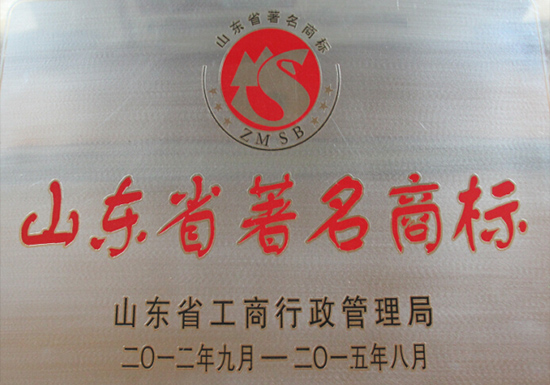 山东省著名商标
ZMSB
山东省著名商标
山东省工商行政管理局
二〇一二年九月—二〇一五年八月